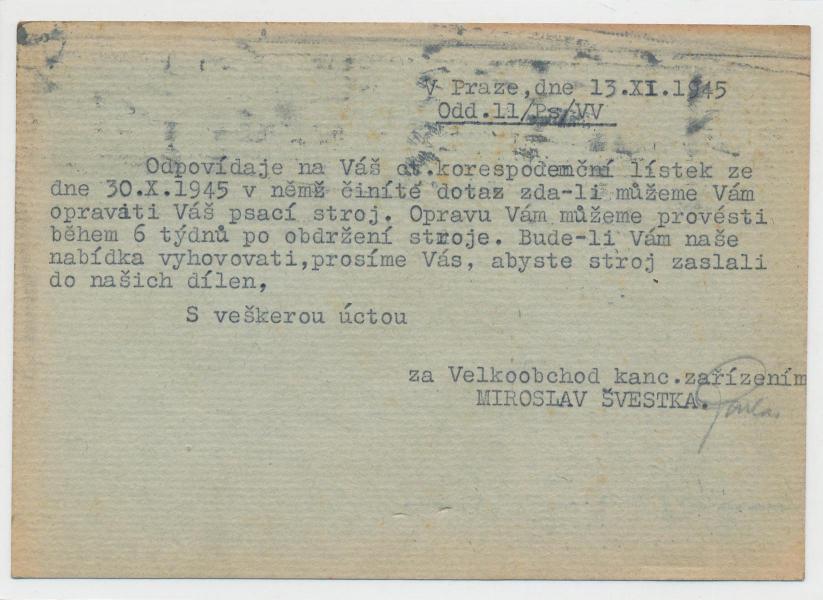 V Praze,dne 13.XI.1945
Odd.11/Ps/VV
Odpovídaje na Váš ct.korespodemční lístek ze
dne 30.X.1945 v němž činíte dotaz zda-li můžeme Vám
opraviti Váš psací stroj. Opravu Vám můžeme provésti
během 6 týdnů po obdržení stroje. Bude-li Vám naše
nabídka vyhovovati,prosíme Vás, abyste stroj zaslali
do našich dílen,
S veškerou úctou
za Velkoobchod kanc.zařízením
MIROSLAV ŠVESTKA.